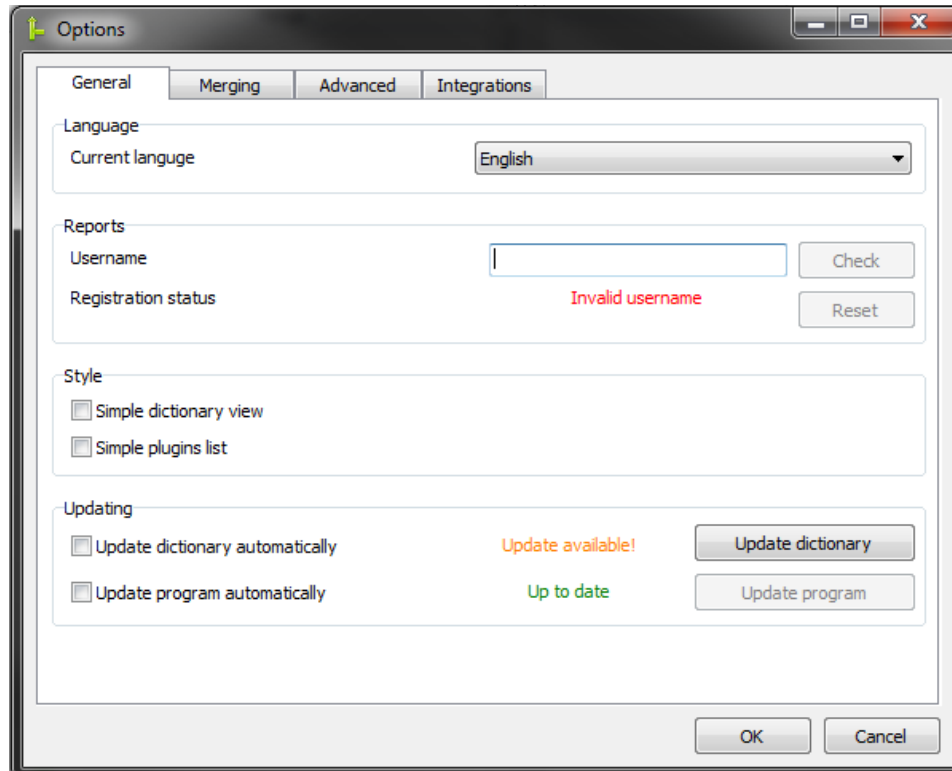 Options
General Merging Advanced Integrations
Language
Current languge English
Reports
Username Check
Registration status Invalid username Reset
Style
Simple dictionary view
Simple plugins list
Updating
Update dictionary automatically Update available! Update dictionary
Update program automatically Up to date Update program
OK Cancel